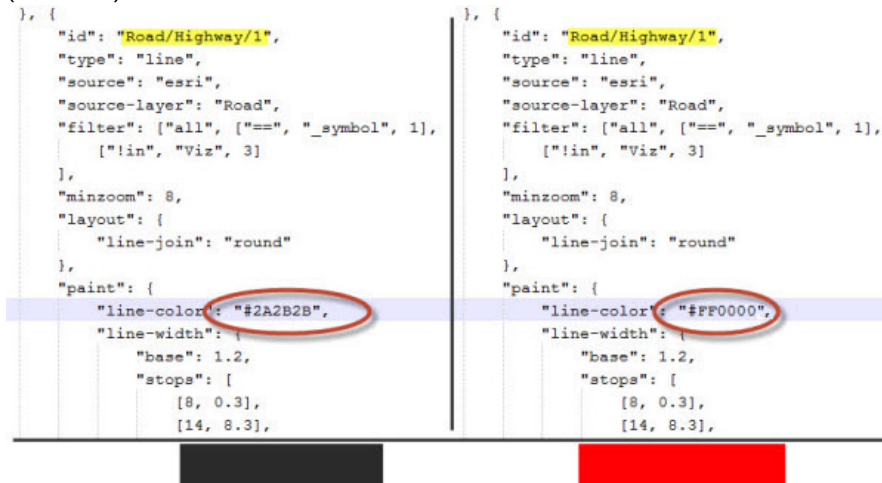 }, {
"id": "Road/Highway/1",
"type": "line",
"source": "esri",
"source-layer": "Road",
"filter": ["all", ["==", "_symbol", 1],
["!in", "Viz", 3]
],
"minzoom": 8,
"layout": {
"line-join": "round"
},
"paint": {
"line-color": "#2A2B2B",
"line-width": {
"base": 1.2,
"stops": [
[8, 0.3],
[14, 8.3],
}, {
"id": "Road/Highway/1",
"type": "line",
"source": "esri",
"source-layer": "Road",
"filter": ["all", ["==", "_symbol", 1],
["!in", "Viz", 3]
],
"minzoom": 8,
"layout": {
"line-join": "round"
},
"paint": {
"line-color": "#FF0000",
"line-width": {
"base": 1.2,
"stops": [
[8, 0.3],
[14, 8.3],